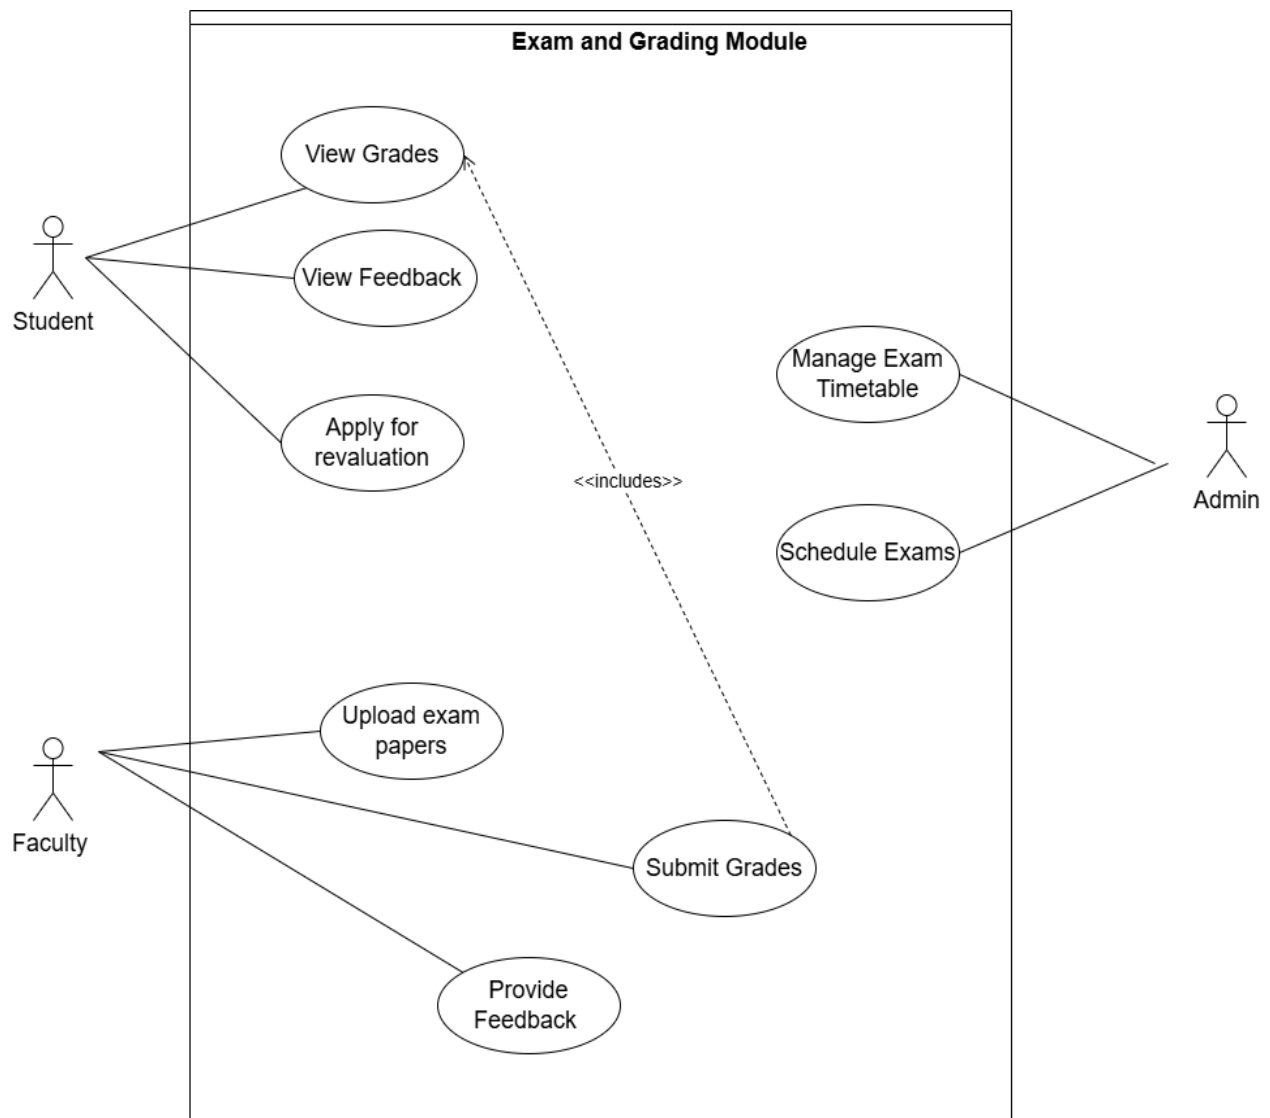 Exam and Grading Module
View Grades
View Feedback
Student
Manage Exam
Timetable
Apply for
revaluation
<<includes>>
Admin
Schedule Exams
Upload exam
papers
Faculty
Submit Grades
Provide
Feedback